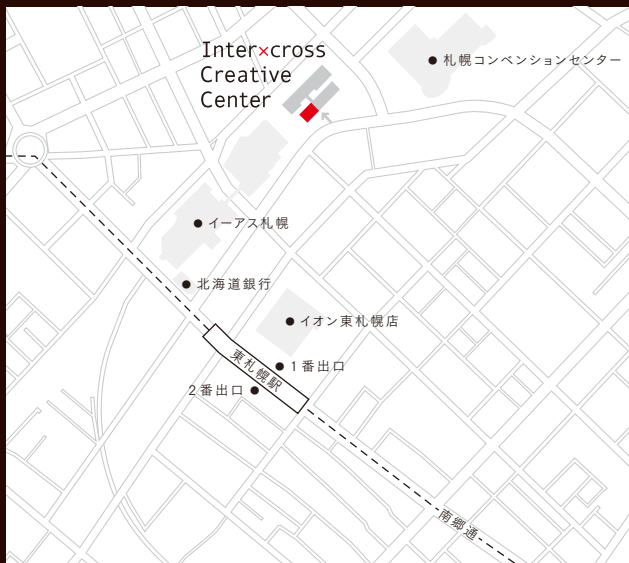 Inter×cross
Creative
Center
札幌コンベンションセンター
イーアス札幌
北海道銀行
イオン東札幌店
東札幌駅
1番出口
2番出口
南郷通